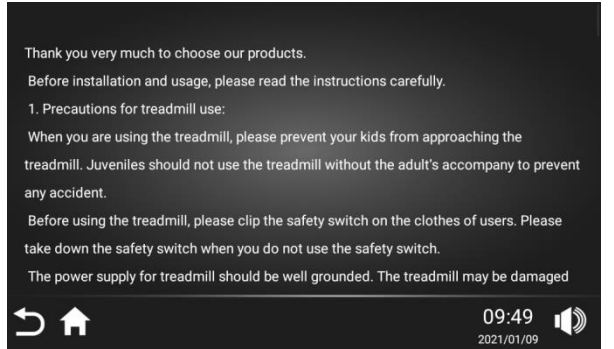 Thank you very much to choose our products.
Before installation and usage, please read the instructions carefully.
1. Precautions for treadmill use:
When you are using the treadmill, please prevent your kids from approaching the
treadmill. Juveniles should not use the treadmill without the adult's accompany to prevent
any accident.
Before using the treadmill, please clip the safety switch on the clothes of users. Please
take down the safety switch when you do not use the safety switch.
The power supply for treadmill should be well grounded. The treadmill may be damaged
09:49
2021/01/09